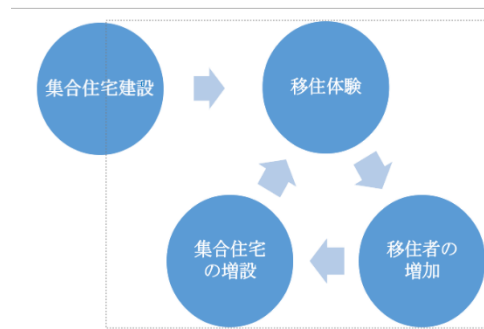 集合住宅建設
移住体験
集合住宅
の増設
移住者の
増加